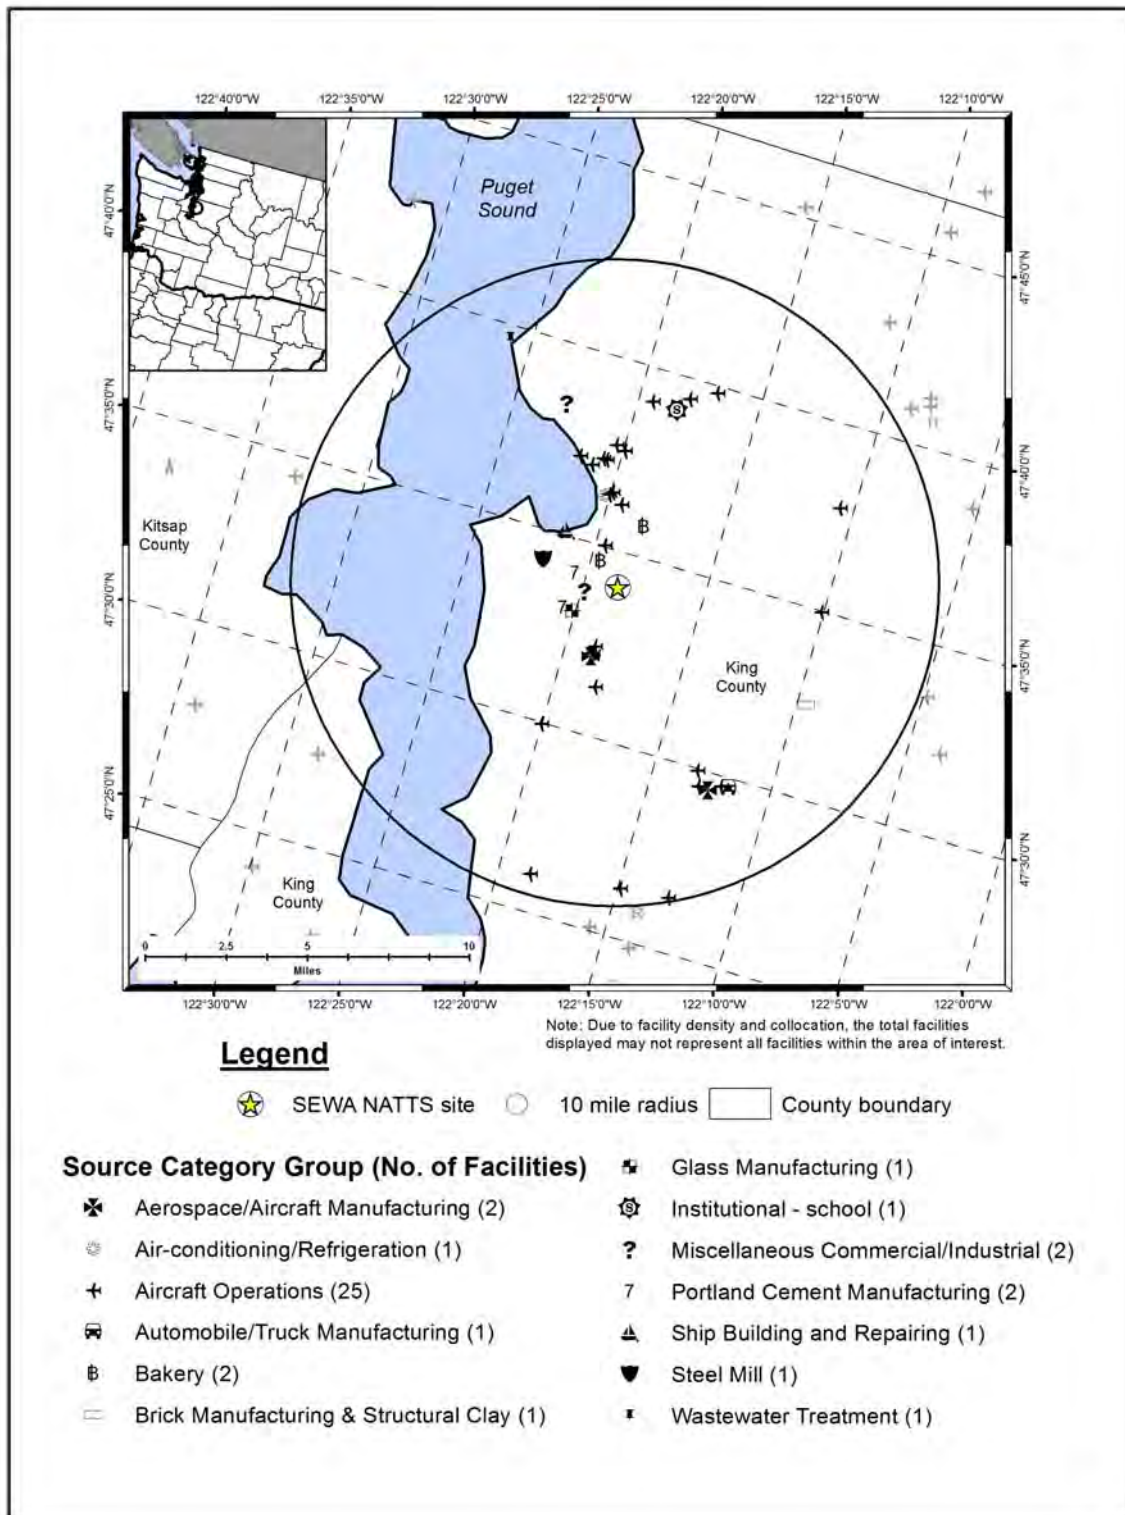 122°40'0"W 122°35'0"W 122°30'0"W 122°25'0"W 122°20'0"W 122°15'0"W 122°10'0"W
Puget
Sound
47°40'0"N
47°35'0"N
47°30'0"N
47°25'0"N
47°45'0"N
47°40'0"N
47°35'0"N
47°30'0"N
Kitsap
County
King
County
King
County
0 2.5 5 10
Miles
122°30'0"W 122°25'0"W 122°20'0"W 122°15'0"W 122°10'0"W 122°5'0"W 122°0'0"W
Note: Due to facility density and collocation, the total facilities
displayed may not represent all facilities within the area of interest.
Legend
SEWA NATTS site 10 mile radius County boundary
Source Category Group (No. of Facilities)
Aerospace/Aircraft Manufacturing (2)
Air-conditioning/Refrigeration (1)
Aircraft Operations (25)
Automobile/Truck Manufacturing (1)
Bakery (2)
Brick Manufacturing & Structural Clay (1)
Glass Manufacturing (1)
Institutional - school (1)
? Miscellaneous Commercial/Industrial (2)
7 Portland Cement Manufacturing (2)
Ship Building and Repairing (1)
Steel Mill (1)
Wastewater Treatment (1)